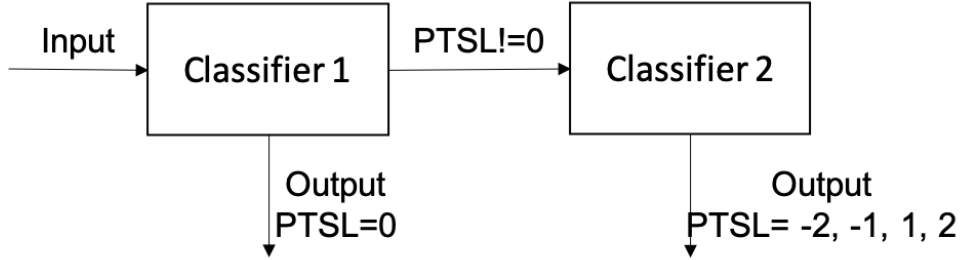 Input
Classifier 1
PTSL!=0
Classifier 2
Output
PTSL=0
Output
PTSL= -2, -1, 1, 2